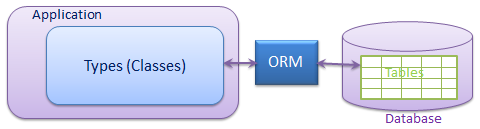 Application
Types (Classes)
ORM
Tables
Database